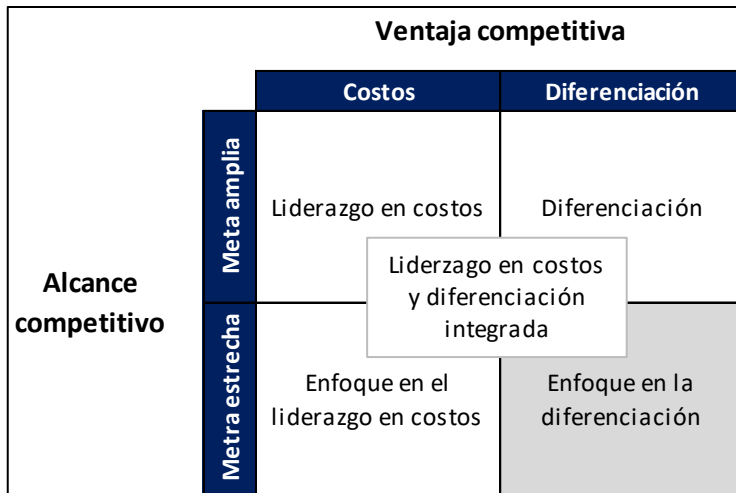 Ventaja competitiva
Costos
Diferenciación
Alcance
competitivo
Meta amplia
Liderazgo en costos
Diferenciación
Liderzago en costos
y diferenciación
integrada
Metra estrecha
Enfoque en el
liderazgo en costos
Enfoque en la
diferenciación